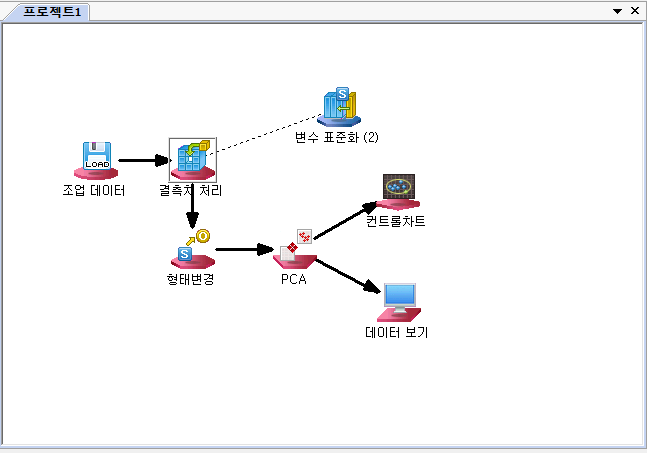 프로젝트1
S
변수 표준화 (2)
LOAD
조업 데이터
결측치 처리
컨트롤차트
O
S
형태변경
PCA
데이터 보기